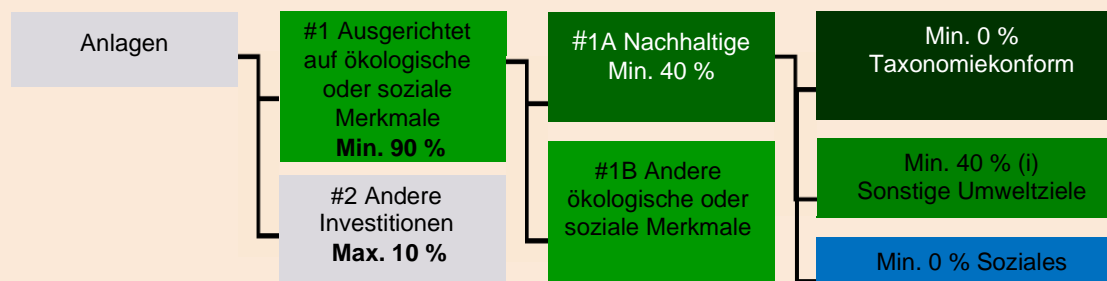 Anlagen
#1 Ausgerichtet
auf ökologische
oder soziale
Merkmale
Min. 90 %
#2 Andere
Investitionen
Max. 10 %
#1A Nachhaltige
Min. 40 %
#1B Andere
ökologische oder
soziale Merkmale
Min. 0 %
Taxonomiekonform
Min. 40 % (i)
Sonstige Umweltziele
Min. 0 % Soziales